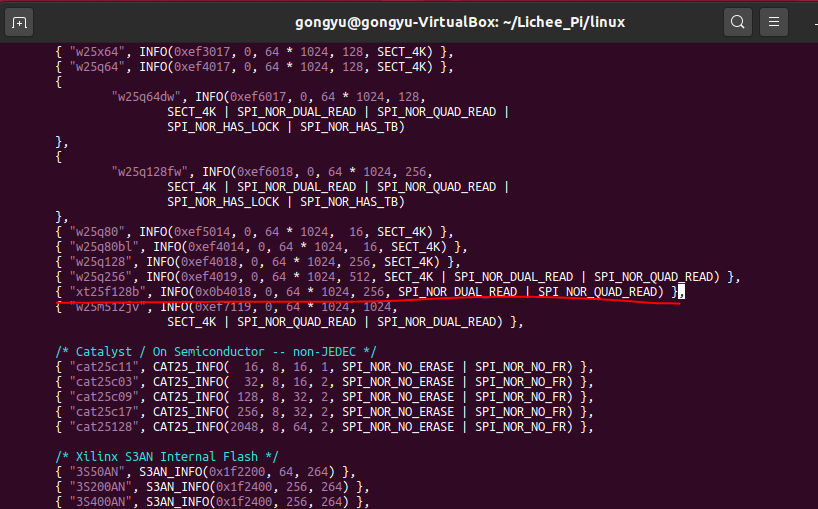 gongyu@gongyu-VirtualBox: ~/Lichee_Pi/linux
{ "w25x64", INFO(0xef3017, 0, 64 * 1024, 128, SECT_4K) },
{ "w25q64", INFO(0xef4017, 0, 64 * 1024, 128, SECT_4K) },
{
"w25q64dw", INFO(0xef6017, 0, 64 * 1024, 128,
SECT_4K | SPI_NOR_DUAL_READ | SPI_NOR_QUAD_READ |
SPI_NOR_HAS_LOCK | SPI_NOR_HAS_TB)
},
{
"w25q128fw", INFO(0xef6018, 0, 64 * 1024, 256,
SECT_4K | SPI_NOR_DUAL_READ | SPI_NOR_QUAD_READ |
SPI_NOR_HAS_LOCK | SPI_NOR_HAS_TB)
},
{ "w25q80", INFO(0xef5014, 0, 64 * 1024,  16, SECT_4K) },
{ "w25q80bl", INFO(0xef4014, 0, 64 * 1024,  16, SECT_4K) },
{ "w25q128", INFO(0xef4018, 0, 64 * 1024, 256, SECT_4K) },
{ "w25q256", INFO(0xef4019, 0, 64 * 1024, 512, SECT_4K | SPI_NOR_DUAL_READ | SPI_NOR_QUAD_READ) },
{ "xt25f128b", INFO(0x0b4018, 0, 64 * 1024, 256, SPI_NOR_DUAL_READ | SPI_NOR_QUAD_READ) },
{ "w25m512jv", INFO(0xef7119, 0, 64 * 1024, 1024,
SECT_4K | SPI_NOR_QUAD_READ | SPI_NOR_DUAL_READ) },
/* Catalyst / On Semiconductor -- non-JEDEC */
{ "cat25c11", CAT25_INFO(  16, 8, 16, 1, SPI_NOR_NO_ERASE | SPI_NOR_NO_FR) },
{ "cat25c03", CAT25_INFO(  32, 8, 16, 2, SPI_NOR_NO_ERASE | SPI_NOR_NO_FR) },
{ "cat25c09", CAT25_INFO( 128, 8, 32, 2, SPI_NOR_NO_ERASE | SPI_NOR_NO_FR) },
{ "cat25c17", CAT25_INFO( 256, 8, 32, 2, SPI_NOR_NO_ERASE | SPI_NOR_NO_FR) },
{ "cat25128", CAT25_INFO(2048, 8, 64, 2, SPI_NOR_NO_ERASE | SPI_NOR_NO_FR) },
/* Xilinx S3AN Internal Flash */
{ "3S50AN", S3AN_INFO(0x1f2200, 64, 264) },
{ "3S200AN", S3AN_INFO(0x1f2400, 256, 264) },
{ "3S400AN", S3AN_INFO(0x1f2400, 256, 264) },